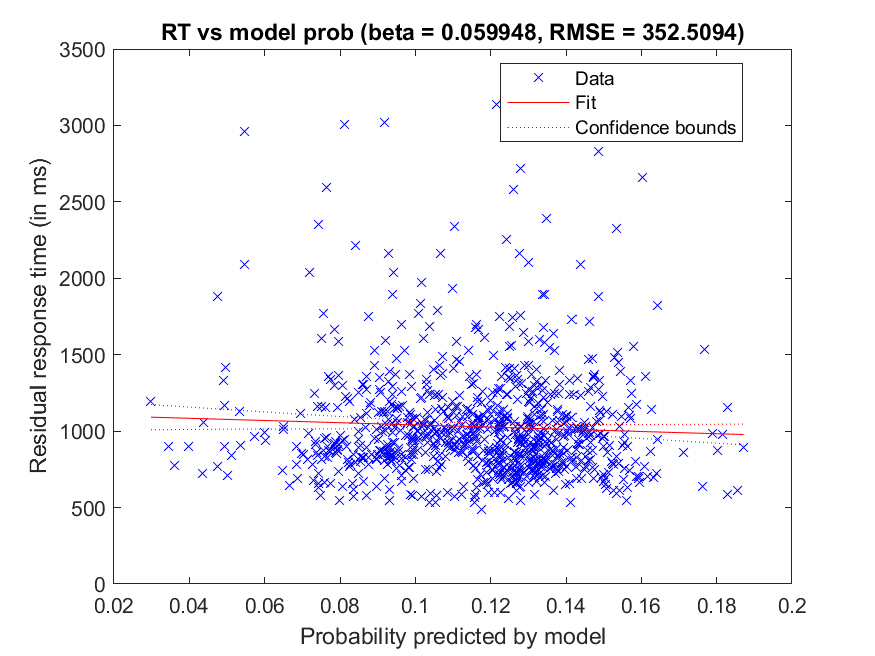 RT vs model prob (beta = 0.059948, RMSE = 352.5094)
3500
3000
2500
2000
1500
1000
500
0
Residual response time (in ms)
Data
Fit
Confidence bounds
0.02 0.04 0.06 0.08 0.1 0.12 0.14 0.16 0.18 0.2
Probability predicted by model